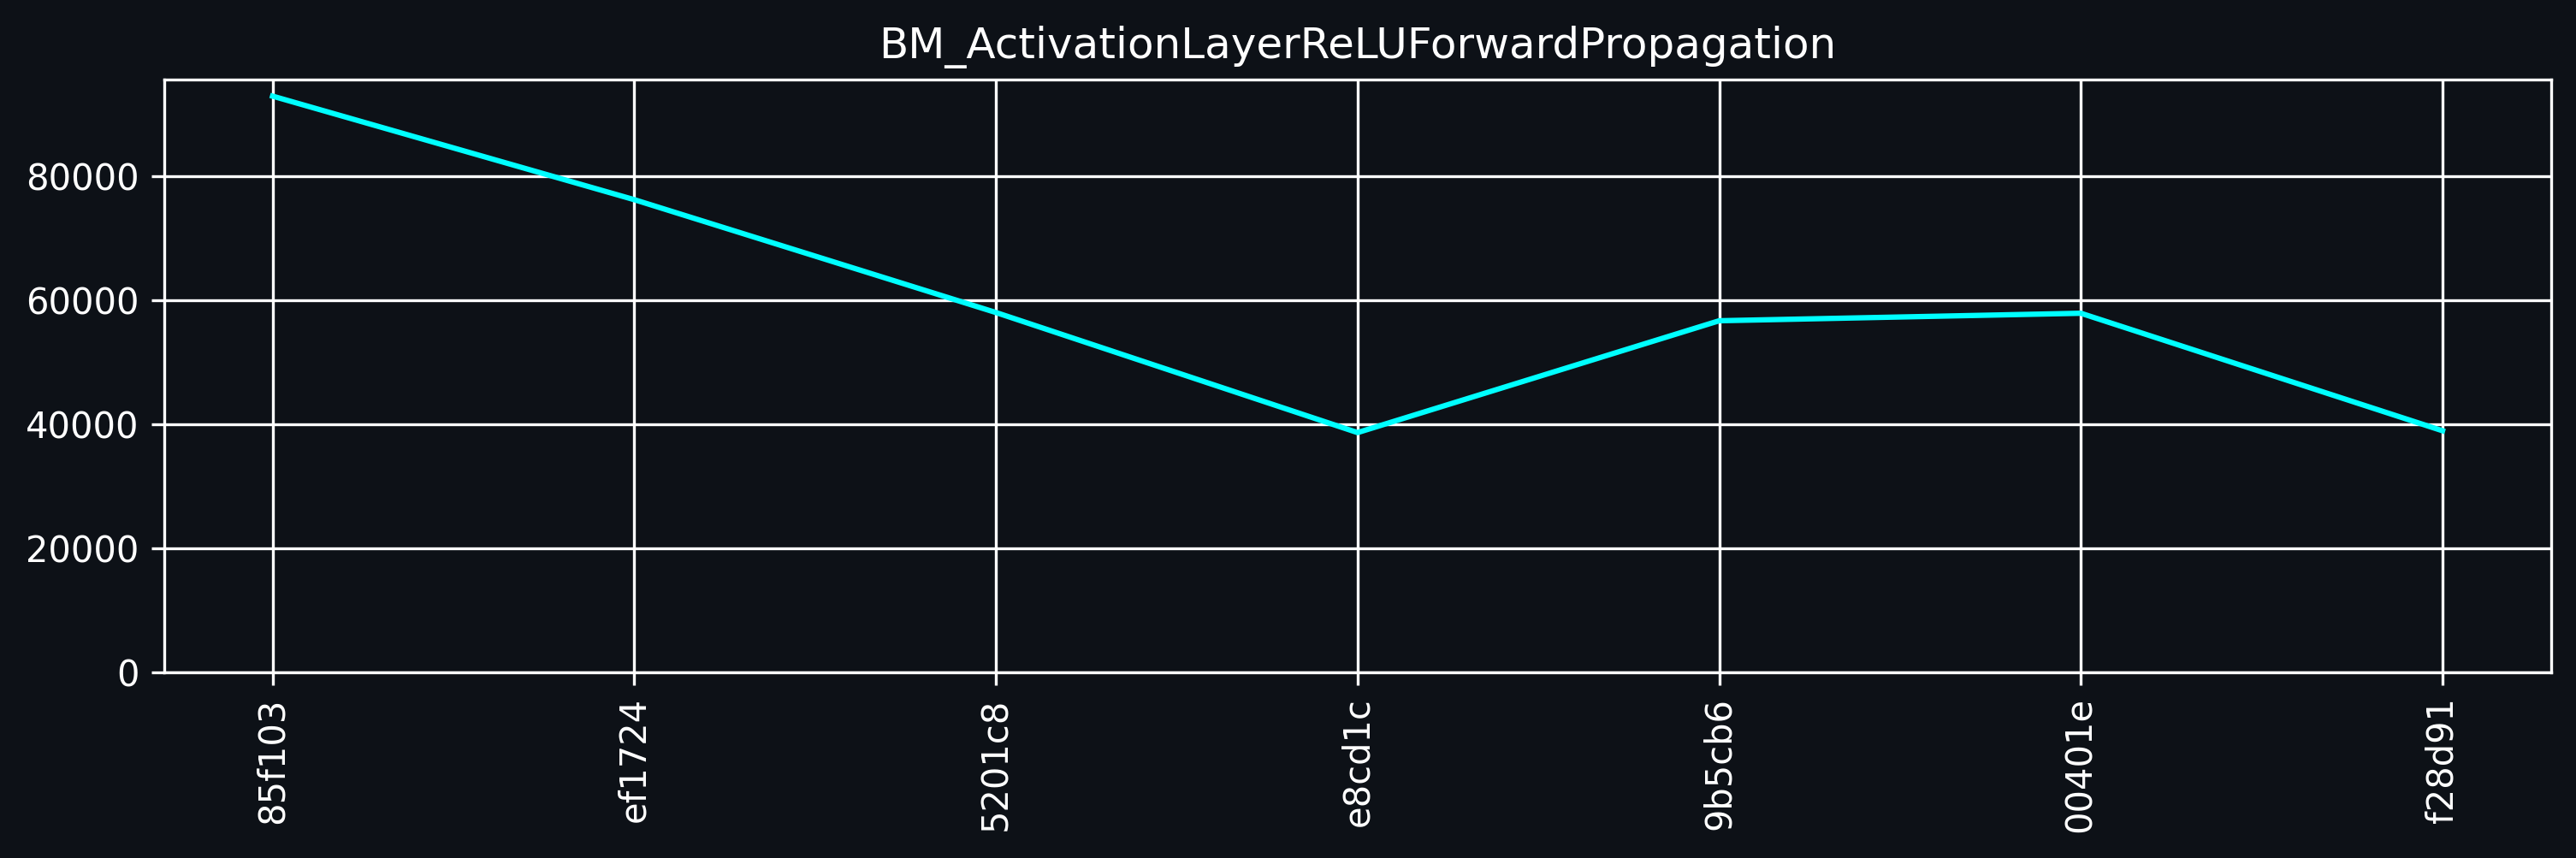 BM_ActivationLayerReLUForwardPropagation
80000
60000
40000
20000
0
85f103
ef1724
5201c8
e8cd1c
9b5cb6
00401e
f28d91